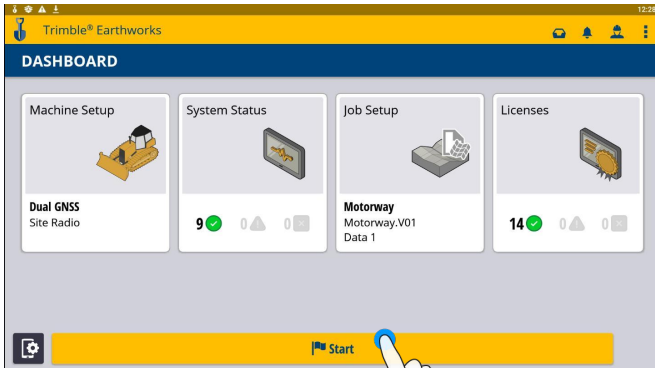 12:28
Trimble® Earthworks
DASHBOARD
Machine Setup
Dual GNSS
Site Radio
System Status
9 0 0
Job Setup
Motorway
Motorway.V01
Data 1
Licenses
14 0 0
Start